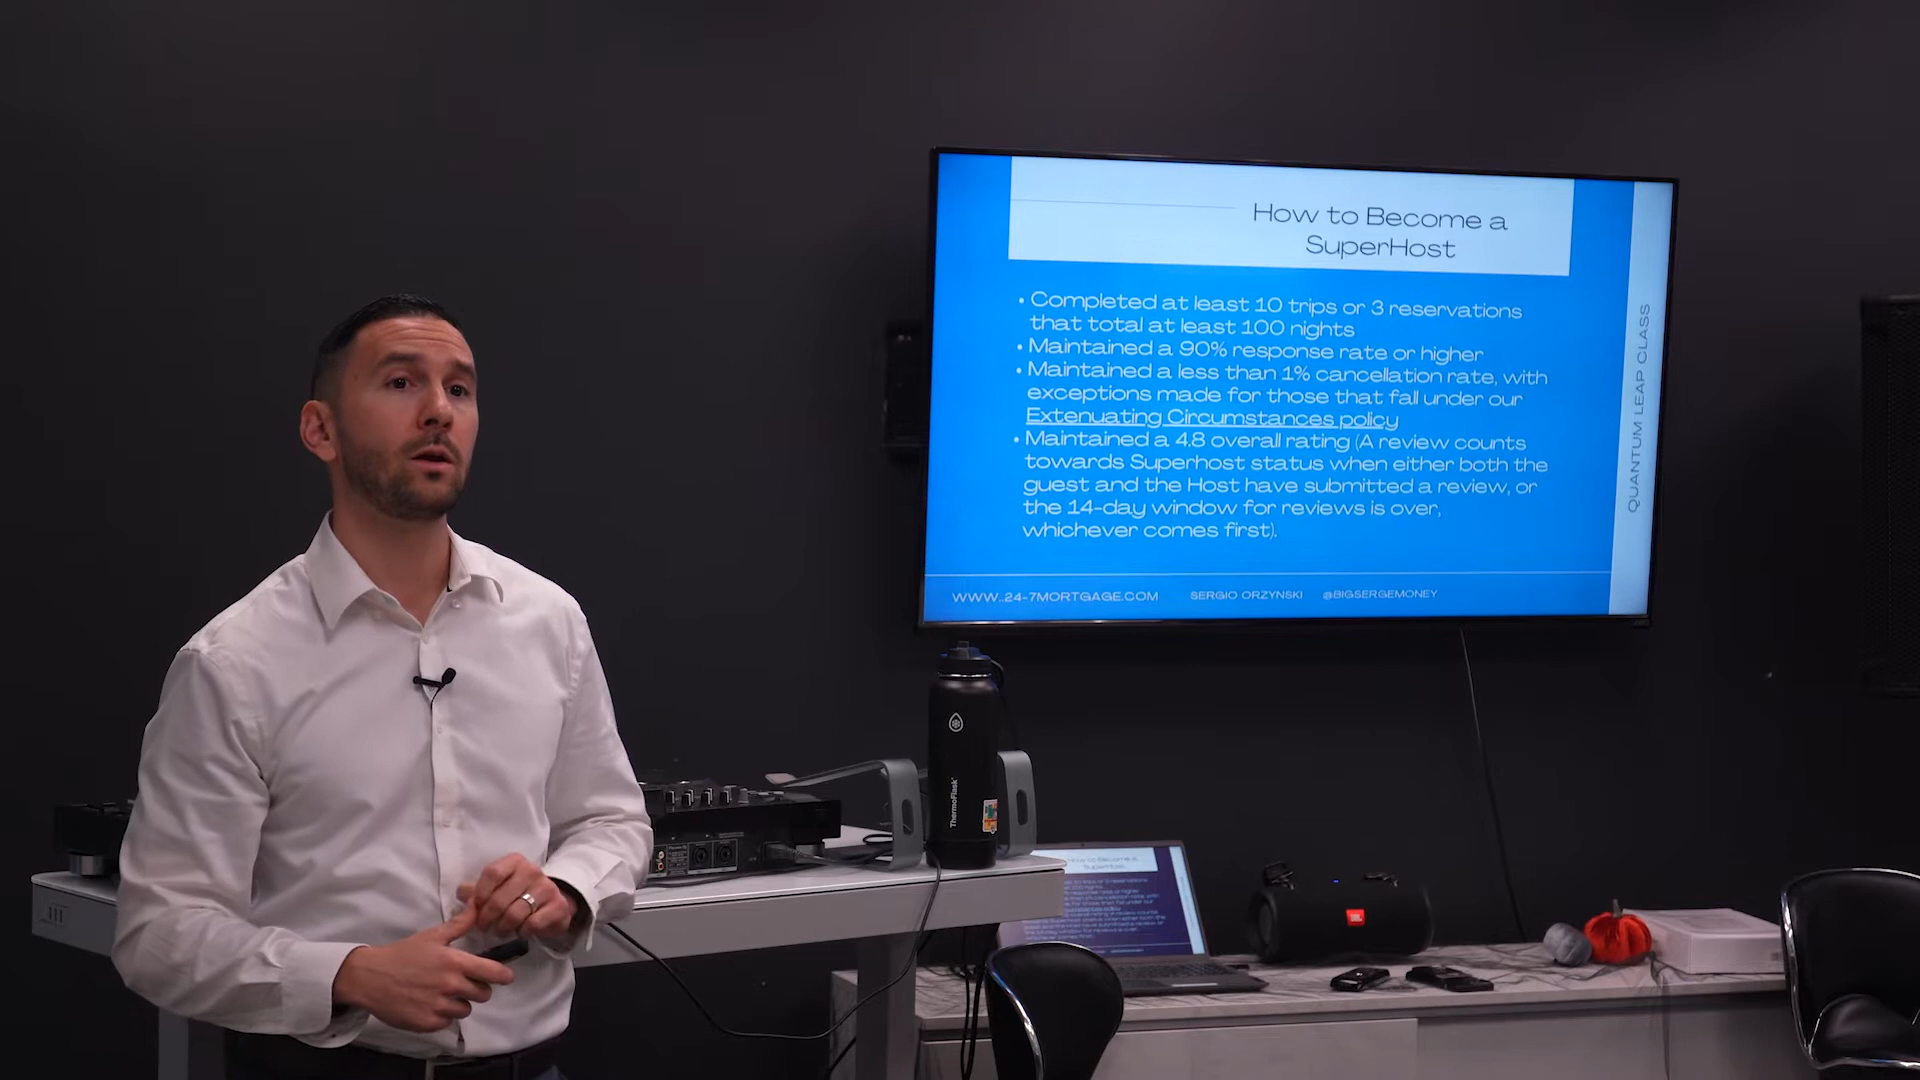 How to Become a
SuperHost
• Completed at least 10 trips or 3 reservations
that total at least 100 nights
• Maintained a 90% response rate or higher
• Maintained a less than 1% cancellation rate, with
exceptions made for those that fall under our
Extenuating Circumstances policy
• Maintained a 4.8 overall rating (A review counts
towards Superhost status when either both the
guest and the Host have submitted a review, or
the 14-day window for reviews is over,
whichever comes first).
WWW..24-7MORTGAGE.COM SERGIO ORZYNSKI @BIGSERGEMONEY
QUANTUM LEAP CLASS
ThermoFlask
How to Become a
SuperHost
JBL